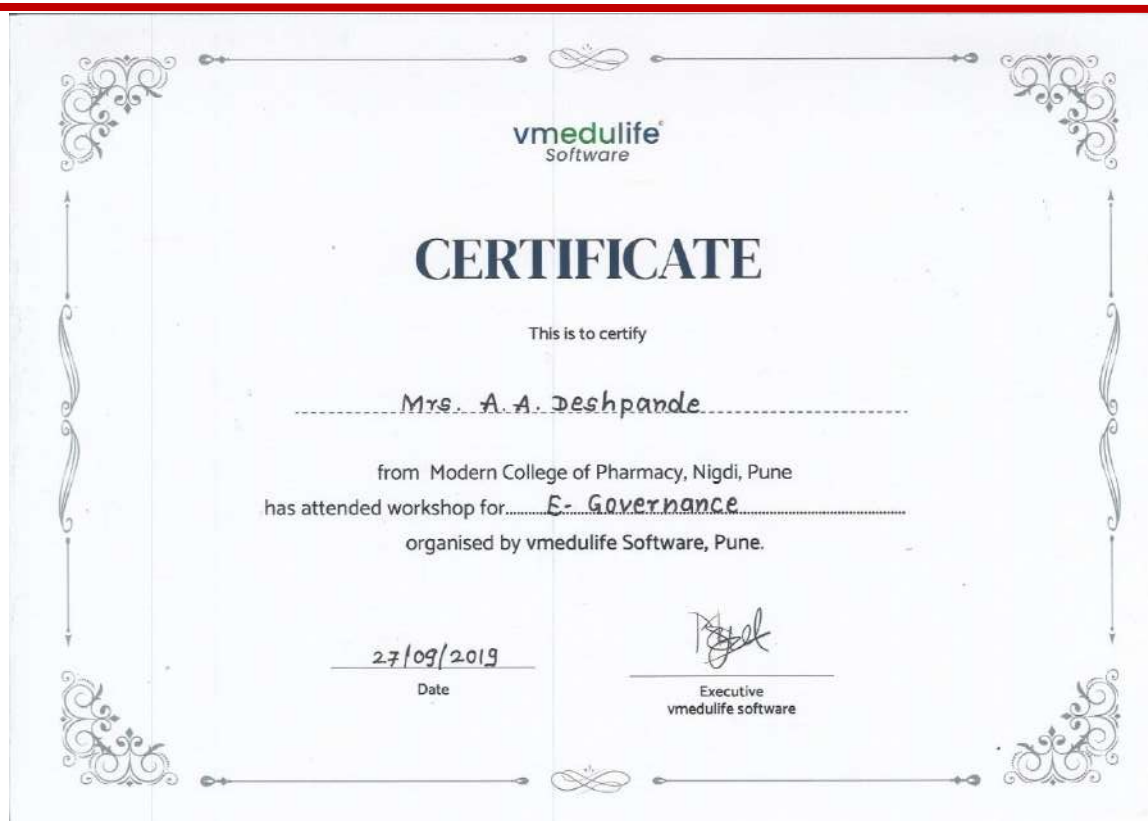 vmedulife
Software
CERTIFICATE
This is to certify
Mrs. A. A. Deshpande
from Modern College of Pharmacy, Nigdi, Pune
has attended workshop for E- Governance
organised by vmedulife Software, Pune.
27/09/2019
Date
Executive
vmedulife software